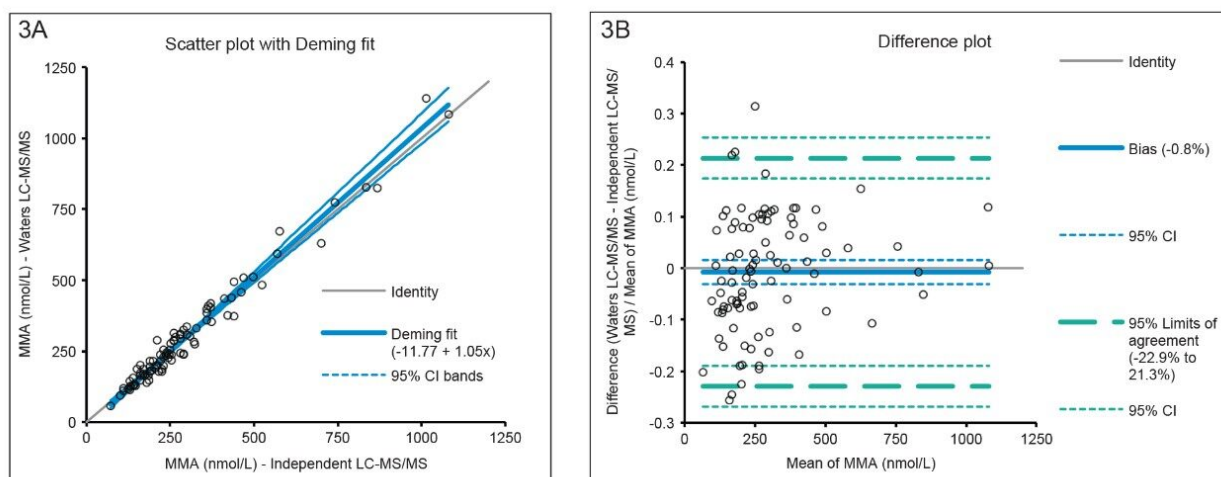 3A
Scatter plot with Deming fit
MMA (nmol/L) - Waters LC-MS/MS
1250
1000
750
500
250
0
0
250
500
750
1000
1250
MMA (nmol/L) - Independent LC-MS/MS
Identity
Deming fit
(-11.77 + 1.05x)
95% CI bands
3B
Difference plot
Difference (Waters LC-MS/MS - Independent LC-MS/
MS) / Mean of MMA (nmol/L)
0.4
0.3
0.2
0.1
0
-0.1
-0.2
-0.3
0
250
500
750
1000
1250
Mean of MMA (nmol/L)
Identity
Bias (-0.8%)
95% CI
95% Limits of
agreement
(-22.9% to
21.3%)
95% CI